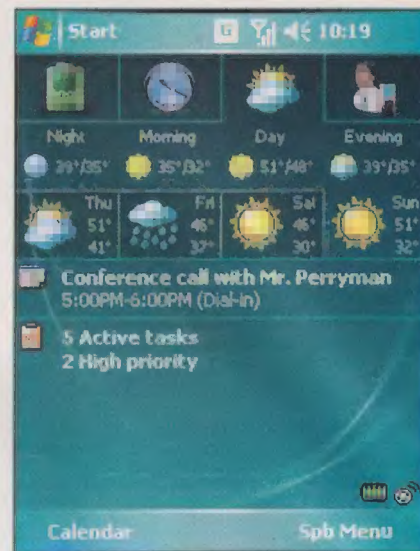 Start G 10:19
Night Morning Day Evening
39°/35° 35°/32° 51°/48° 39°/35°
Thu Fri Sat Sun
51° 46° 46° 51°
41° 37° 30° 32°
Conference call with Mr. Perryman
5:00PM-6:00PM (Dial-in)
5 Active tasks
2 High priority
Calendar Spb Menu